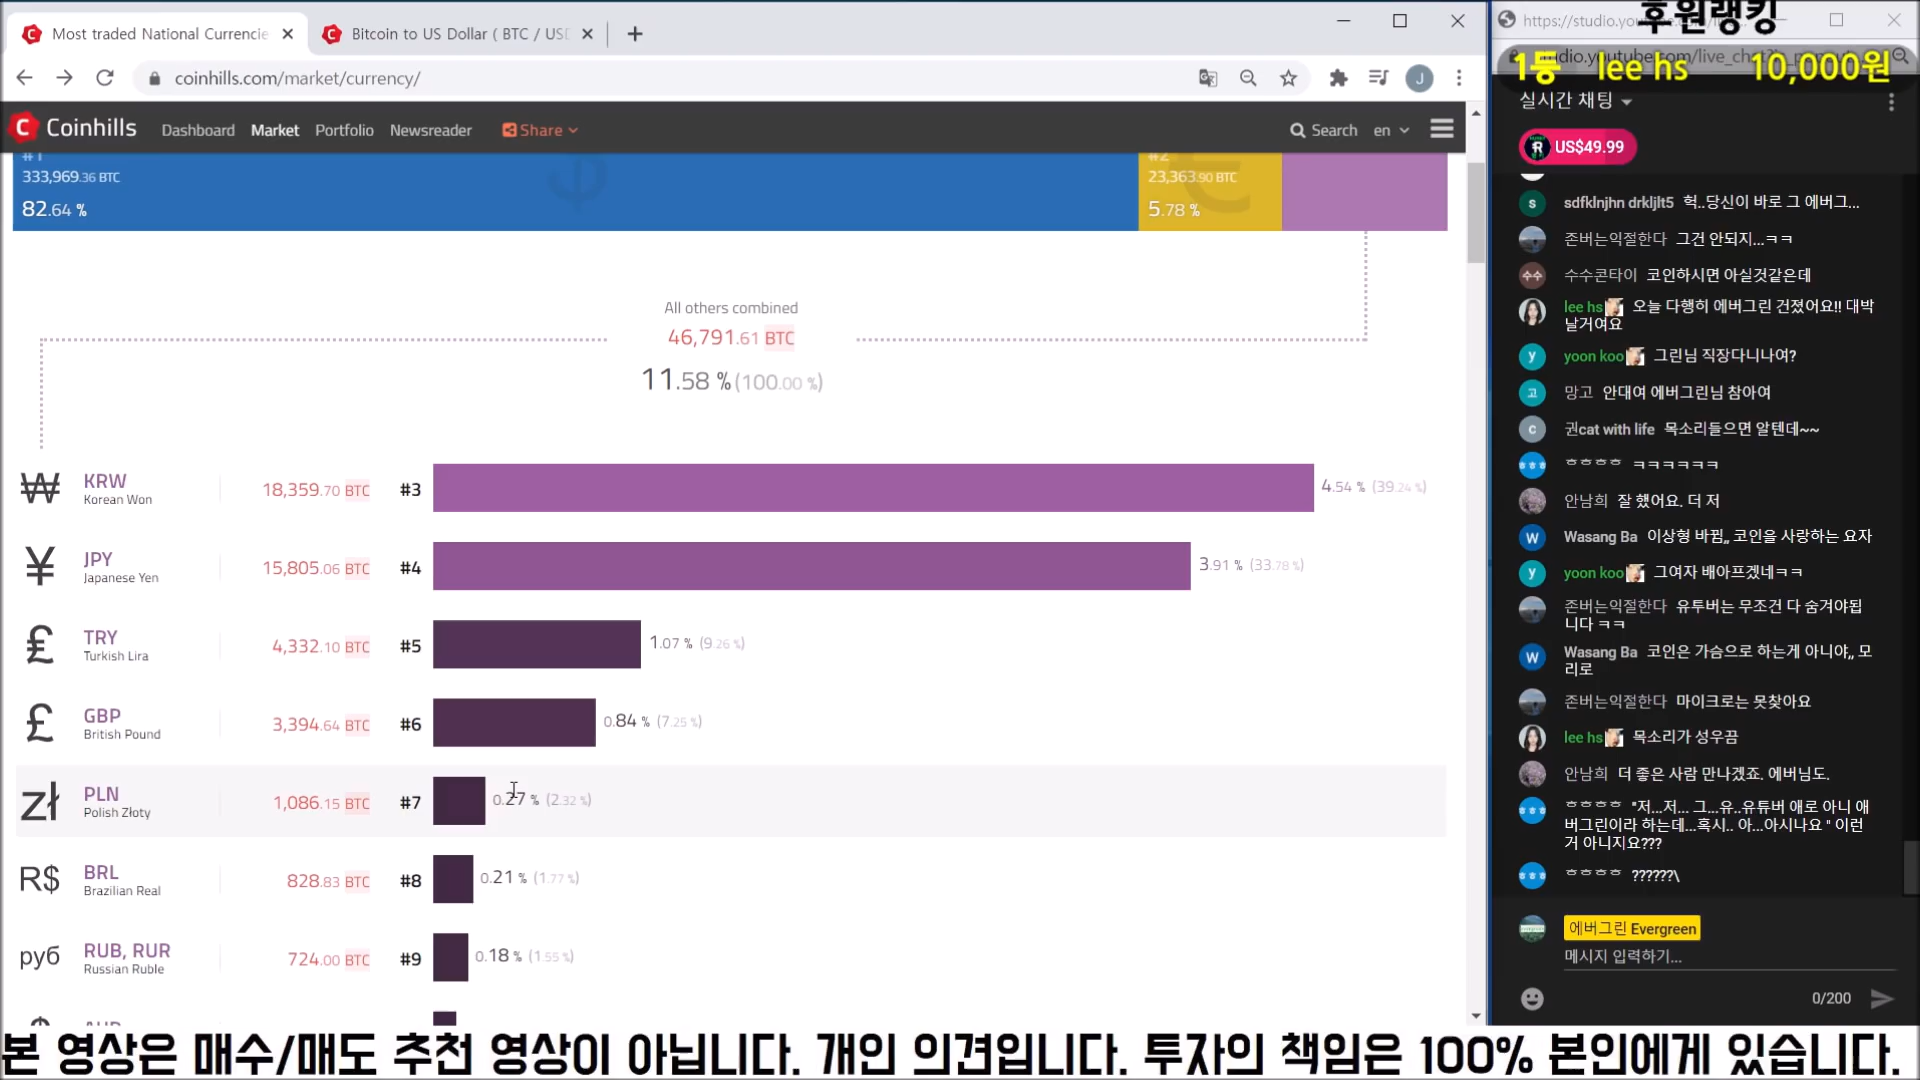 Most traded National Currencie
Bitcoin to US Dollar ( BTC / USD
coinhills.com/market/currency/
Coinhills
Dashboard
Market
Portfolio
Newsreader
Share
Search
en
#1
333,969.36 BTC
82.64 %
#2
23,363.90 BTC
5.78 %
All others combined
46,791.61 BTC
11.58 % (100.00 %)
KRW
Korean Won
18,359.70 BTC
#3
4.54 % (39.24 %)
JPY
Japanese Yen
15,805.06 BTC
#4
3.91 % (33.78 %)
TRY
Turkish Lira
4,332.10 BTC
#5
1.07 % (9.26 %)
GBP
British Pound
3,394.64 BTC
#6
0.84 % (7.25 %)
zł
PLN
Polish Złoty
1,086.15 BTC
#7
0.27 % (2.32 %)
R$
BRL
Brazilian Real
828.83 BTC
#8
0.21 % (1.77 %)
руб
RUB, RUR
Russian Ruble
724.00 BTC
#9
0.18 % (1.55 %)
후원랭킹
1등 lee hs 10,000원
실시간 채팅
US$49.99
sdfklnjhn drkljlt5 헉..당신이 바로 그 에버그...
존버는익절한다 그건 안되지...ㅋㅋ
수수콘타이 코인하시면 아실것같은데
lee hs 오늘 다행히 에버그린 건졌어요!! 대박
날거여요
yoon koo 그린님 직장다니나여?
망고 안대여 에버그린님 참아여
권cat with life 목소리들으면 알텐데~~
ㅎㅎㅎㅎ ㅋㅋㅋㅋㅋㅋ
안남희 잘 했어요. 더 저
Wasang Ba 이상형 바뀜,, 코인을 사랑하는 요자
yoon koo 그여자 배아프겠네ㅋㅋ
존버는익절한다 유투버는 무조건 다 숨겨야됩
니다 ㅋㅋ
Wasang Ba 코인은 가슴으로 하는게 아니야,, 모
리로
존버는익절한다 마이크로는 못찾아요
lee hs 목소리가 성우끔
안남희 더 좋은 사람 만나겠죠. 에버님도.
ㅎㅎㅎㅎ "저...저... 그...유..유튜버 애로 아니 애
버그린이라 하는데...혹시.. 아...아시나요 " 이런
거 아니지요???
ㅎㅎㅎㅎ ??????\
에버그린 Evergreen
메시지 입력하기...
0/200
본 영상은 매수/매도 추천 영상이 아닙니다. 개인 의견입니다. 투자의 책임은 100% 본인에게 있습니다.